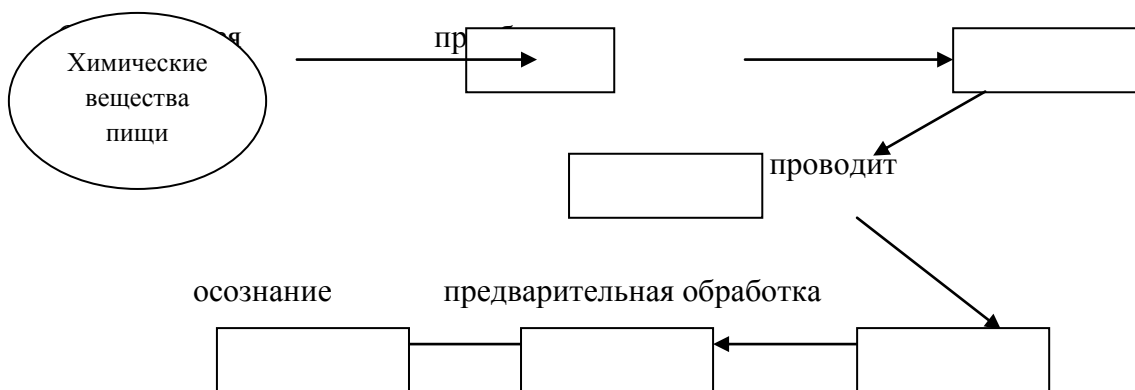 Химические
вещества
пищи
проводит
осознание предварительная обработка